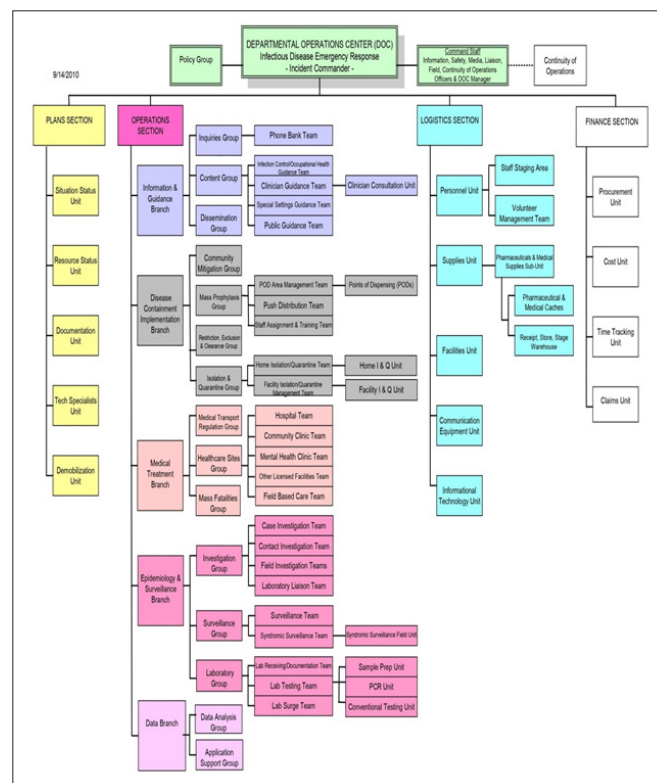 DEPARTMENTAL OPERATIONS CENTER (DOC)
Infectious Disease Emergency Response
- Incident Commander -
Policy Group
Commend Staff
Information, Safety, Media, Liaison,
Field, Continuity of Operations
Officers & DOC Manager
Continuity of
Operations
9/14/2010
PLANS SECTION
Situation Status
Unit
Resource Status
Unit
Documentation
Unit
Tech Specialists
Unit
Demobilization
Unit
OPERATIONS
SECTION
Information &
Guidance
Branch
Inquiries Group
Phone Bank Team
Content Group
Infection Control/Occupational Health
Guidance Team
Clinician Guidance Team
Clinician Consultation Unit
Special Settings Guidance Team
Public Guidance Team
Dissemination
Group
Disease
Containment
Implementation
Branch
Community
Mitigation Group
Mass Prophylaxis
Group
POD Area Management Team
Points of Dispensing (PODs)
Push Distribution Team
Staff Assignment & Training Team
Restriction, Exclusion
& Clearance Group
Isolation &
Quarantine Group
Home Isolation/Quarantine Team
Home I & Q Unit
Facility Isolation/Quarantine
Management Team
Facility I & Q Unit
Medical
Treatment
Branch
Medical Transport
Regulation Group
Healthcare Sites
Group
Hospital Team
Community Clinic Team
Mental Health Clinic Team
Other Licensed Facilities Team
Field Based Care Team
Mass Fatalities
Group
Epidemiology &
Surveillance
Branch
Investigation
Group
Case Investigation Team
Contact Investigation Team
Field Investigation Teams
Laboratory Liaison Team
Surveillance
Group
Surveillance Team
Syndromic Surveillance Team
Syndromic Surveillance Field Unit
Laboratory
Group
Lab Receiving/Documentation Team
Lab Testing Team
Lab Surge Team
Sample Prep Unit
PCR Unit
Conventional Testing Unit
Data Branch
Data Analysis
Group
Application
Support Group
LOGISTICS SECTION
Personnel Unit
Staff Staging Area
Volunteer
Management Team
Supplies Unit
Pharmaceuticals & Medical
Supplies Sub-Unit
Pharmaceutical &
Medical Caches
Receipt, Store, Stage
Warehouse
Facilities Unit
Communication
Equipment Unit
Informational
Technology Unit
FINANCE SECTION
Procurement
Unit
Cost Unit
Time Tracking
Unit
Claims Unit